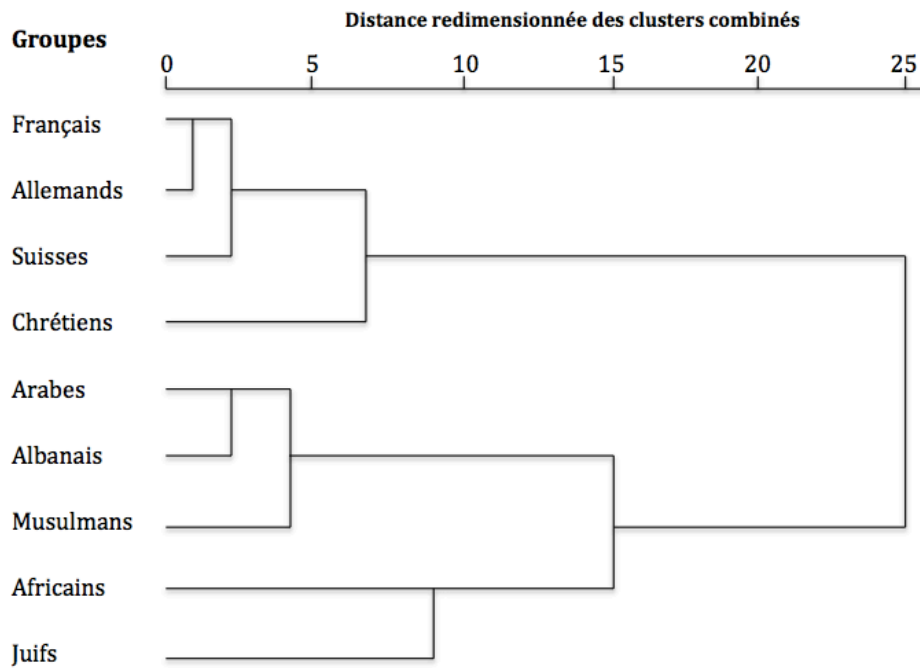 Distance redimensionnée des clusters combinés
Groupes
0 5 10 15 20 25
Français
Allemands
Suisses
Chrétiens
Arabes
Albanais
Musulmans
Africains
Juifs